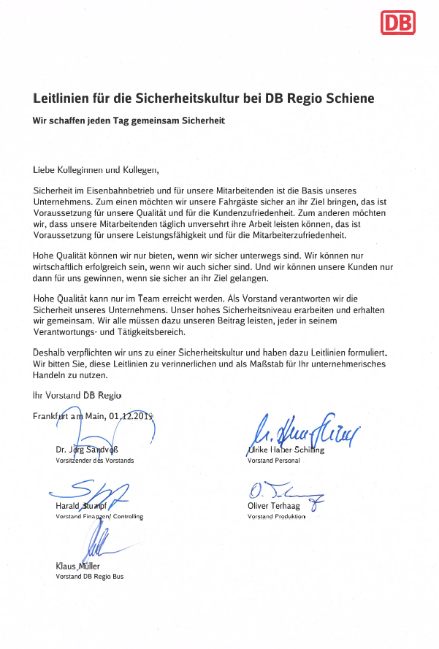 DB
Leitlinien für die Sicherheitskultur bei DB Regio Schiene
Wir schaffen jeden Tag gemeinsam Sicherheit
Liebe Kolleginnen und Kollegen,
Sicherheit im Eisenbahnbetrieb und für unsere Mitarbeitenden ist die Basis unseres
Unternehmens. Zum einen möchten wir unsere Fahrgäste sicher an ihr Ziel bringen, das ist
Voraussetzung für unsere Qualität und für die Kundenzufriedenheit. Zum anderen möchten
wir, dass unsere Mitarbeitenden täglich unversehrt ihre Arbeit leisten können, das ist
Voraussetzung für unsere Leistungsfähigkeit und für die Mitarbeiterzufriedenheit.
Hohe Qualität können wir nur bieten, wenn wir sicher unterwegs sind. Wir können nur
wirtschaftlich erfolgreich sein, wenn wir auch sicher sind. Und wir können unsere Kunden nur
dann für uns gewinnen, wenn sie sicher an ihr Ziel gelangen.
Hohe Qualität kann nur im Team erreicht werden. Als Vorstand verantworten wir die
Sicherheit unseres Unternehmens. Unser hohes Sicherheitsniveau erarbeiten und erhalten
wir gemeinsam. Wir alle müssen dazu unseren Beitrag leisten, jeder in seinem
Verantwortungs- und Tätigkeitsbereich.
Deshalb verpflichten wir uns zu einer Sicherheitskultur und haben dazu Leitlinien formuliert.
Wir bitten Sie, diese Leitlinien zu verinnerlichen und als Maßstab für Ihr unternehmerisches
Handeln zu nutzen.
Ihr Vorstand DB Regio
Frankfurt am Main, 01.12.2019
Dr. Jörg Sandvoß
Vorsitzender des Vorstands
Ulrike Haber-Schilling
Vorstand Personal
Harald Stumpf
Vorstand Finanzen/ Controlling
Oliver Terhaag
Vorstand Produktion
Klaus Müller
Vorstand DB Regio Bus